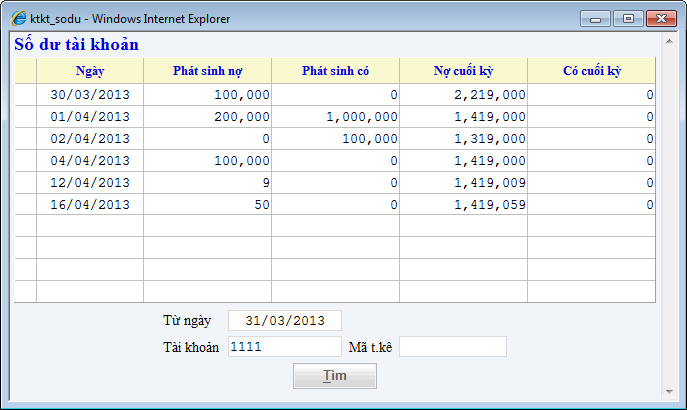 ktkt_sodu - Windows Internet Explorer
Số dư tài khoản
Ngày Phát sinh nợ Phát sinh có Nợ cuối kỳ Có cuối kỳ
30/03/2013 100,000 0 2,219,000 0
01/04/2013 200,000 1,000,000 1,419,000 0
02/04/2013 0 100,000 1,319,000 0
04/04/2013 100,000 0 1,419,000 0
12/04/2013 9 0 1,419,009 0
16/04/2013 50 0 1,419,059 0
Từ ngày 31/03/2013
Tài khoản 1111 Mã t.kê
Tìm